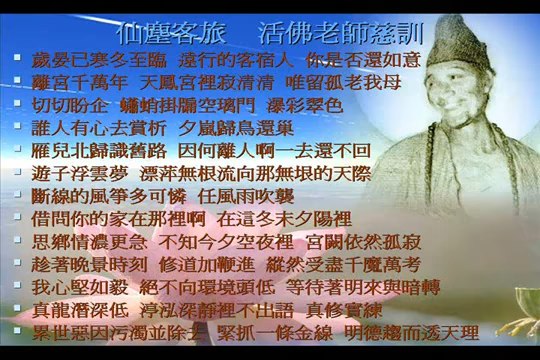 仙塵客旅 活佛老師慈訓
歲晏已寒冬至臨 遠行的客宿人 你是否還如意
離宮千萬年 天鳳宮裡寂清清 唯留孤老我母
切切盼企 蠨蛸掛牖空璃門 瀑彩翠色
誰人有心去賞析 夕嵐歸鳥還巢
雁兒北歸識舊路 因何離人啊一去還不回
遊子浮雲夢 漂萍無根流向那無垠的天際
斷線的風箏多可憐 任風雨吹襲
借問你的家在那裡啊 在這冬未夕陽裡
思鄉情濃更急 不知今夕空夜裡 宮闕依然孤寂
趁著晚景時刻 修道加鞭進 縱然受盡千魔萬考
我心堅如毅 絕不向環境頭低 等待著明來與暗轉
真龍潛深低 渟泓深靜裡不出語 真修實練
累世惡因污濁並除去 緊抓一條金線 明德趨而透天理